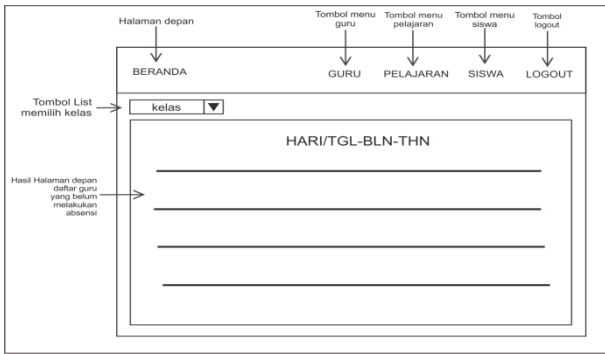 Halaman depan
Tombol menu
guru
Tombol menu
pelajaran
Tombol menu
siswa
Tombol
logout
BERANDA
GURU
PELAJARAN
SISWA
LOGOUT
Tombol List
memilih kelas
kelas
HARI/TGL-BLN-THN
Hasil Halaman depan
daftar guru
yang belum
melakukan
absensi